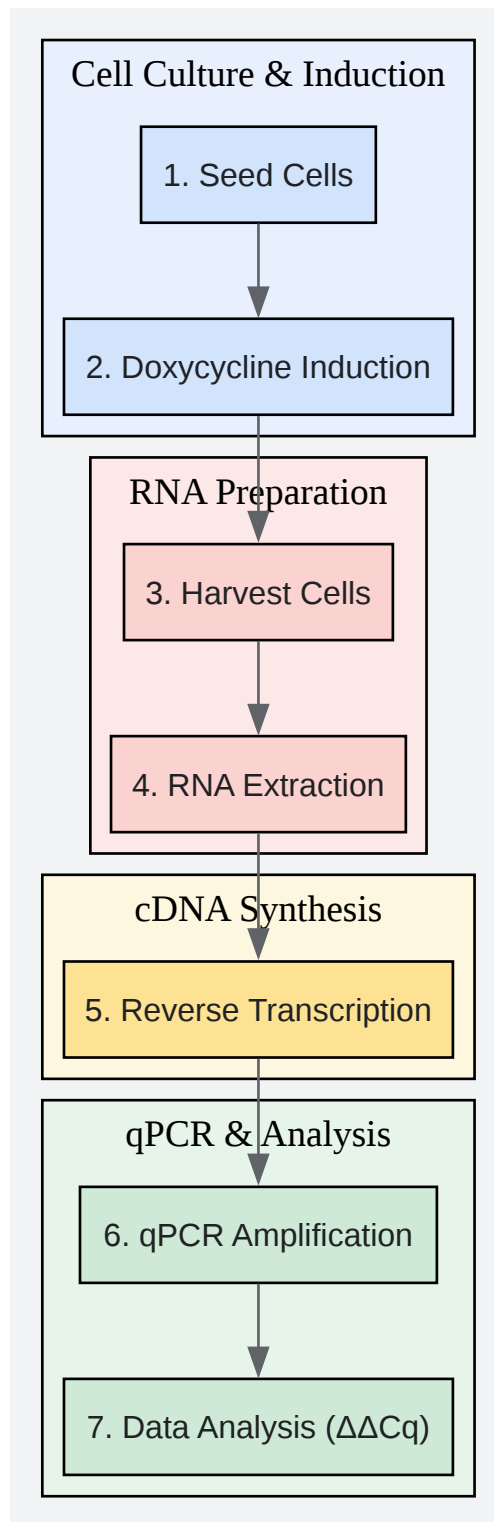 Cell Culture & Induction
1. Seed Cells
2. Doxycycline Induction
RNA Preparation
3. Harvest Cells
4. RNA Extraction
cDNA Synthesis
5. Reverse Transcription
qPCR & Analysis
6. qPCR Amplification
7. Data Analysis (ΔΔCq)